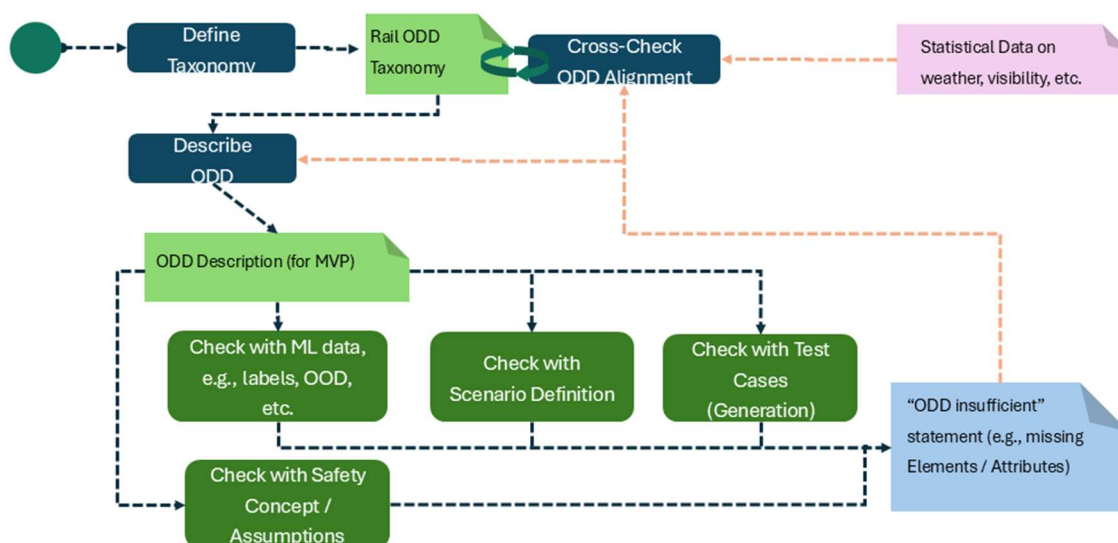 Define
Taxonomy
Rail ODD
Taxonomy
Cross-Check
ODD Alignment
Statistical Data on
weather, visibility, etc.
Describe
ODD
ODD Description (for MVP)
Check with ML data,
e.g., labels, OOD,
etc.
Check with
Scenario Definition
Check with Test
Cases
(Generation)
“ODD insufficient”
statement (e.g., missing
Elements / Attributes)
Check with Safety
Concept /
Assumptions